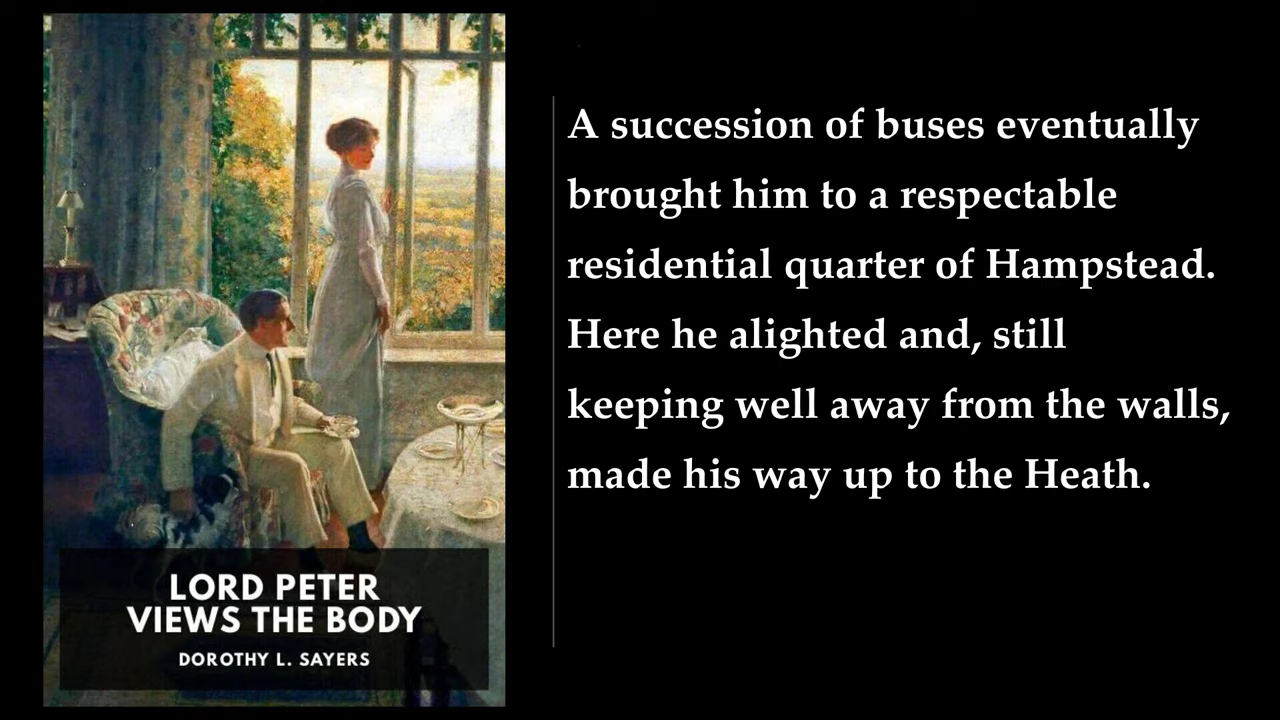 A succession of buses eventually
brought him to a respectable
residential quarter of Hampstead.
Here he alighted and, still
keeping well away from the walls,
made his way up to the Heath.
LORD PETER
VIEWS THE BODY
DOROTHY L. SAYERS